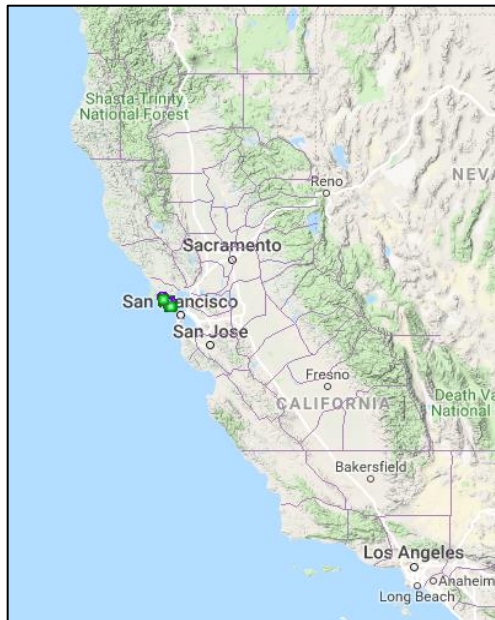 Shasta-Trinity
National Forest
Reno
NEV
Sacramento
San Francisco
San Jose
Fresno
Death Va
National
CALIFORNIA
Bakersfield
Los Angeles
Anaheim
Long Beach